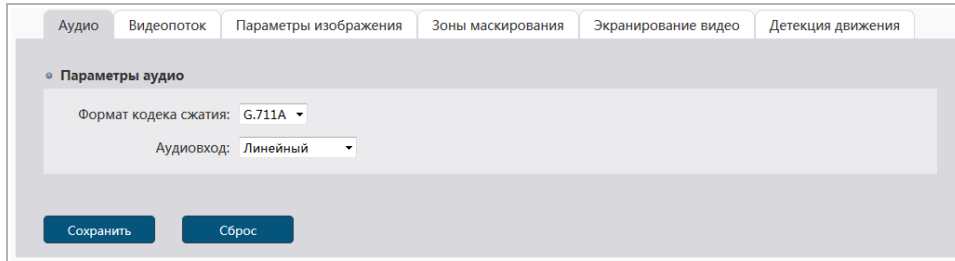 Аудио Видеопоток Параметры изображения Зоны маскирования Экранирование видео Детекция движения
Параметры аудио
Формат кодека сжатия: G.711A
Аудиовход: Линейный
Сохранить Сброс